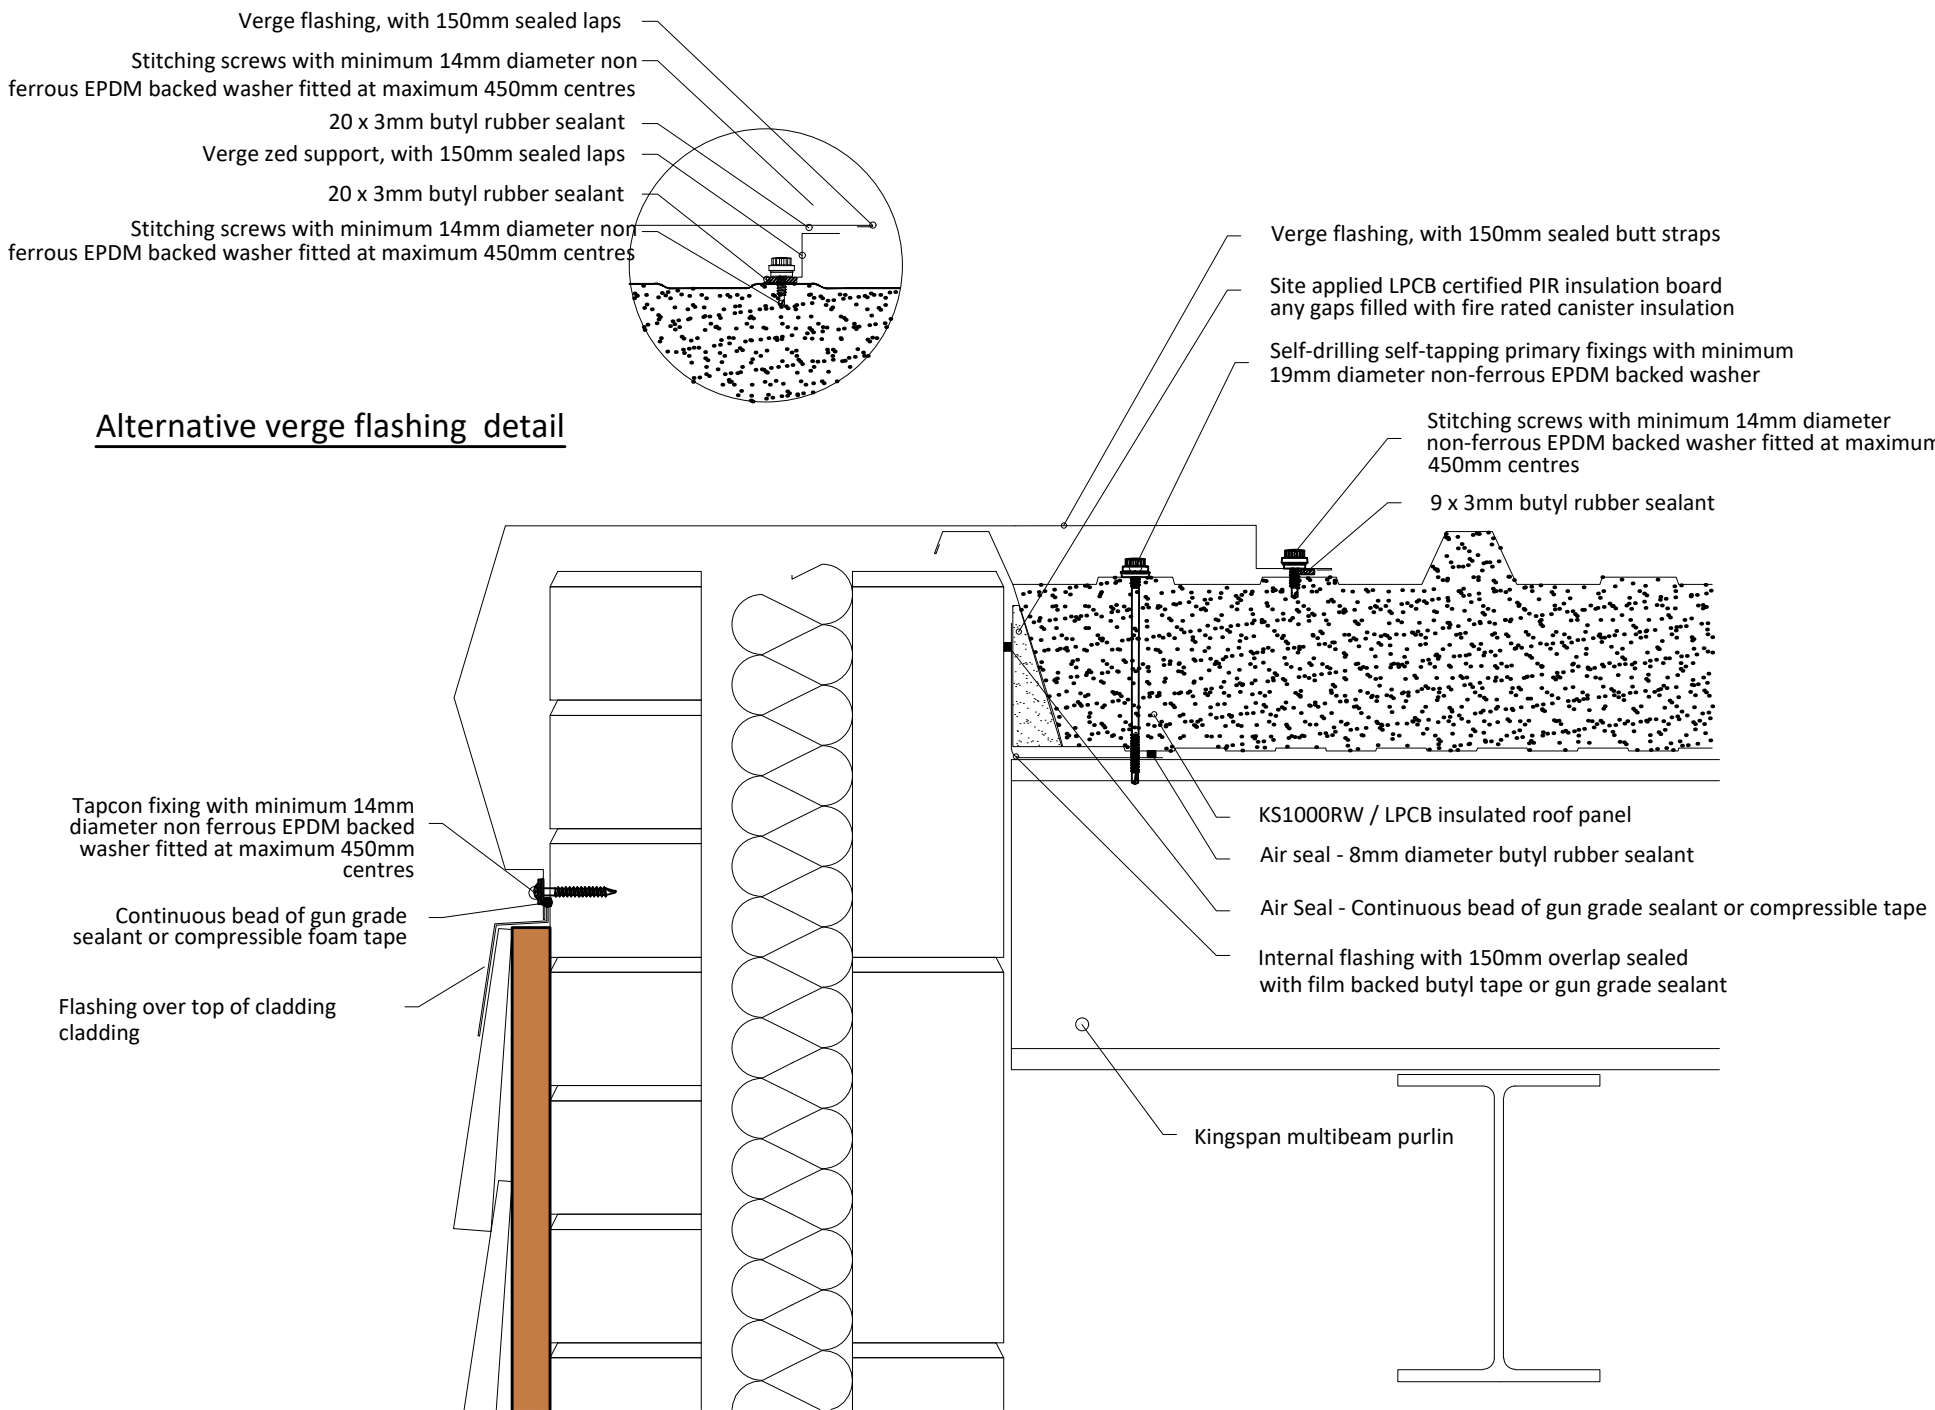 Verge flashing, with 150mm sealed laps
Stitching screws with minimum 14mm diameter non
ferrous EPDM backed washer fitted at maximum 450mm centres
20 x 3mm butyl rubber sealant
Verge zed support, with 150mm sealed laps
20 x 3mm butyl rubber sealant
Stitching screws with minimum 14mm diameter non
ferrous EPDM backed washer fitted at maximum 450mm centres
Alternative verge flashing detail
Verge flashing, with 150mm sealed butt straps
Site applied LPCB certified PIR insulation board
any gaps filled with fire rated canister insulation
Self-drilling self-tapping primary fixings with minimum
19mm diameter non-ferrous EPDM backed washer
Stitching screws with minimum 14mm diameter
non-ferrous EPDM backed washer fitted at maximum
450mm centres
9 x 3mm butyl rubber sealant
Tapcon fixing with minimum 14mm
diameter non ferrous EPDM backed
washer fitted at maximum 450mm
centres
Continuous bead of gun grade
sealant or compressible foam tape
Flashing over top of cladding
cladding
KS1000RW / LPCB insulated roof panel
Air seal - 8mm diameter butyl rubber sealant
Air Seal - Continuous bead of gun grade sealant or compressible tape
Internal flashing with 150mm overlap sealed
with film backed butyl tape or gun grade sealant
Kingspan multibeam purlin